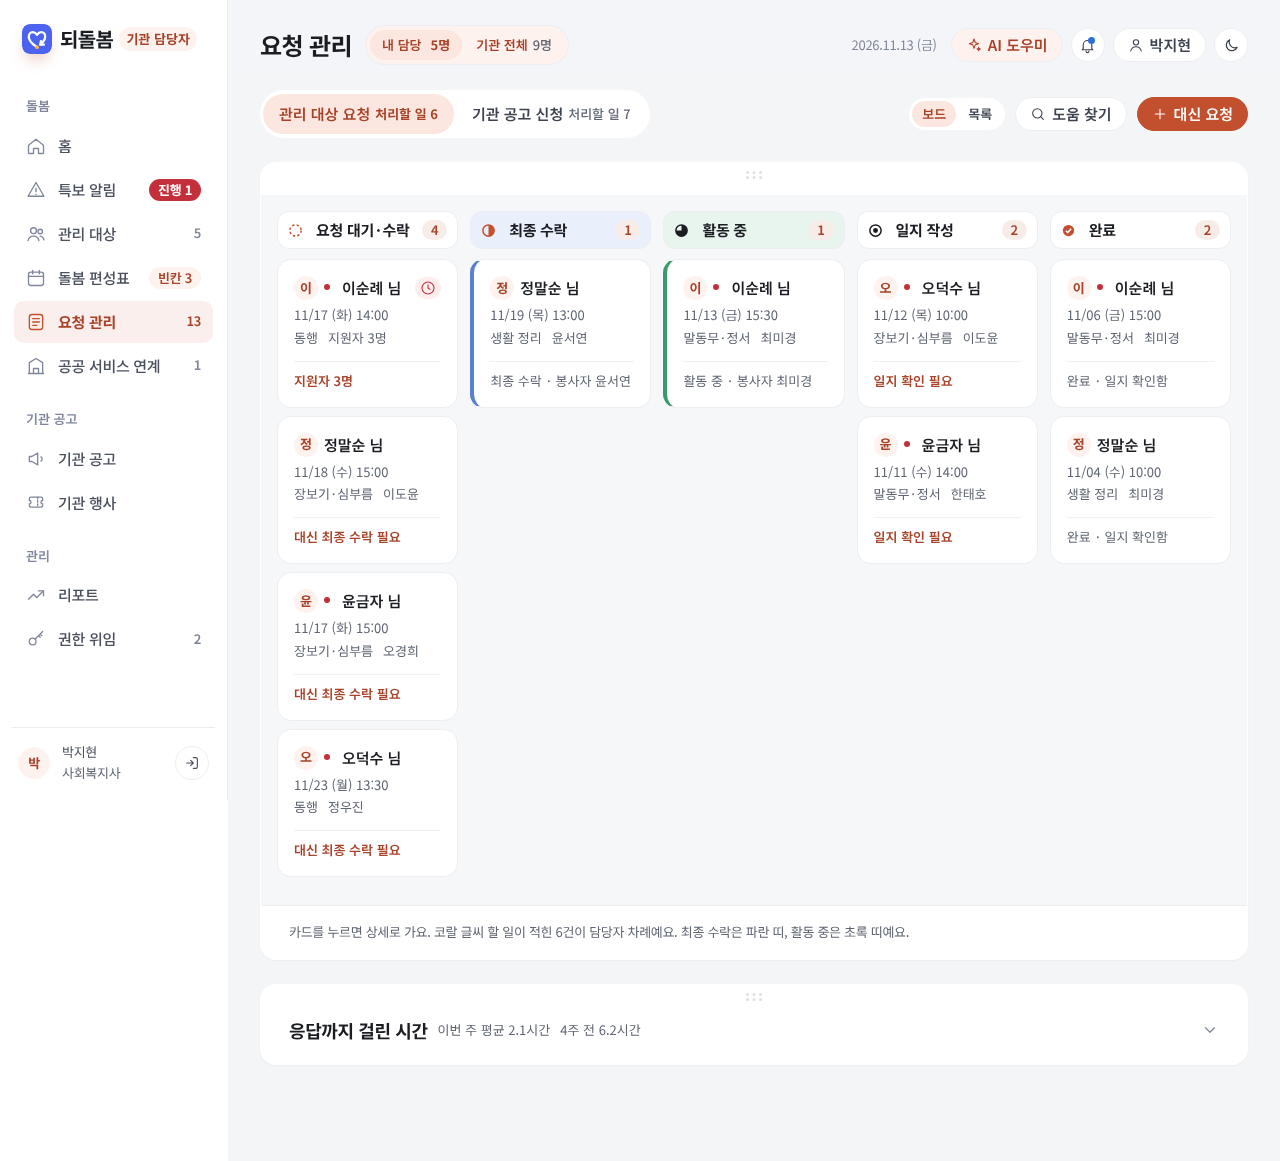 되돌봄 기관 담당자
돌봄
홈
특보 알림 진행 1
관리 대상 5
돌봄 편성표 빈칸 3
요청 관리 13
공공 서비스 연계 1
기관 공고
기관 공고
기관 행사
관리
리포트
권한 위임 2
박 박지현
사회복지사
요청 관리 내 담당 5명 기관 전체 9명
2026.11.13 (금) AI 도우미 박지현
관리 대상 요청 처리할 일 6 기관 공고 신청 처리할 일 7
보드 목록 도움 찾기 대신 요청
요청 대기·수락 4
이 이순례 님
11/17 (화) 14:00
동행 지원자 3명
지원자 3명
정 정말순 님
11/18 (수) 15:00
장보기·심부름 이도윤
대신 최종 수락 필요
윤 윤금자 님
11/17 (화) 15:00
장보기·심부름 오경희
대신 최종 수락 필요
오 오덕수 님
11/23 (월) 13:30
동행 정우진
대신 최종 수락 필요
최종 수락 1
정 정말순 님
11/19 (목) 13:00
생활 정리 윤서연
최종 수락 · 봉사자 윤서연
활동 중 1
이 이순례 님
11/13 (금) 15:30
말동무·정서 최미경
활동 중 · 봉사자 최미경
일지 작성 2
오 오덕수 님
11/12 (목) 10:00
장보기·심부름 이도윤
일지 확인 필요
윤 윤금자 님
11/11 (수) 14:00
말동무·정서 한태호
일지 확인 필요
완료 2
이 이순례 님
11/06 (금) 15:00
말동무·정서 최미경
완료 · 일지 확인함
정 정말순 님
11/04 (수) 10:00
생활 정리 최미경
완료 · 일지 확인함
카드를 누르면 상세로 가요. 코랄 글씨 할 일이 적힌 6건이 담당자 차례예요. 최종 수락은 파란 띠, 활동 중은 초록 띠예요.
응답까지 걸린 시간 이번 주 평균 2.1시간 4주 전 6.2시간